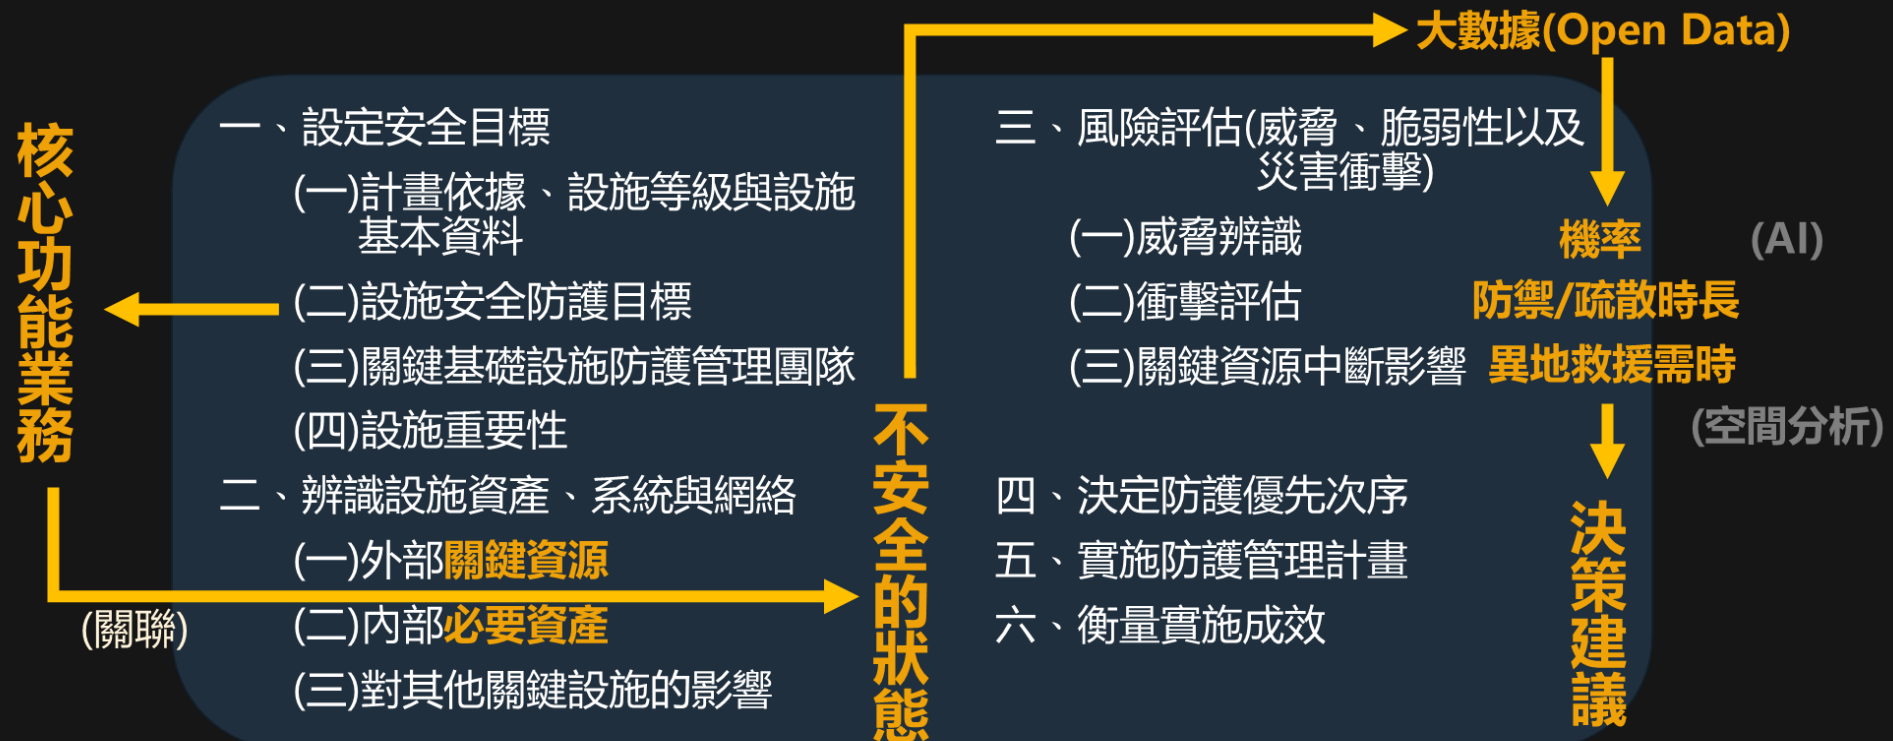 大數據(Open Data)
核心功能業務
一、設定安全目標
(一)計畫依據、設施等級與設施
基本資料
(二)設施安全防護目標
(三)關鍵基礎設施防護管理團隊
(四)設施重要性
二、辨識設施資產、系統與網絡
(一)外部關鍵資源
(關聯)
(二)內部必要資產
(三)對其他關鍵設施的影響
不安全的狀態
三、風險評估(威脅、脆弱性以及
災害衝擊)
(一)威脅辨識
(二)衝擊評估
(三)關鍵資源中斷影響
機率
(AI)
防禦/疏散時長
異地救援需時
(空間分析)
四、決定防護優先次序
五、實施防護管理計畫
六、衡量實施成效
決策建議